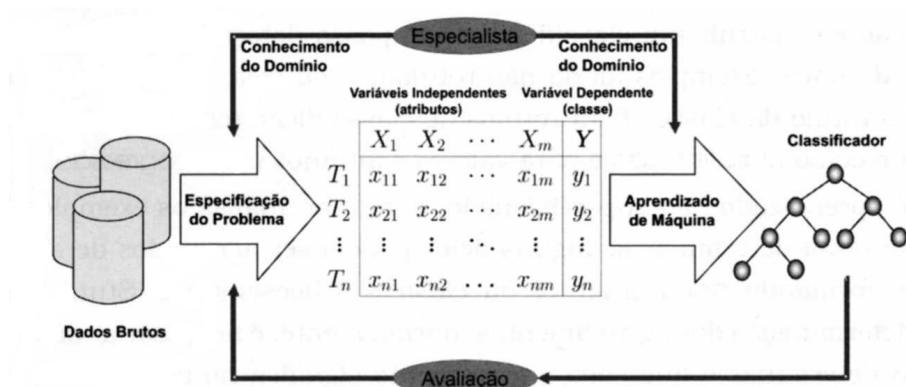 Especialista
Conhecimento
do Domínio
Conhecimento
do Domínio
Variáveis Independentes
(atributos)
Variável Dependente
(classe)
X₁ X₂ ⋯ Xₘ Y
T₁ x₁₁ x₁₂ ⋯ x₁ₘ y₁
T₂ x₂₁ x₂₂ ⋯ x₂ₘ y₂
⋮ ⋮ ⋮ ⋱ ⋮ ⋮
Tₙ xₙ₁ xₙ₂ ⋯ xₙₘ yₙ
Dados Brutos
Especificação
do Problema
Aprendizado
de Máquina
Classificador
Avaliação